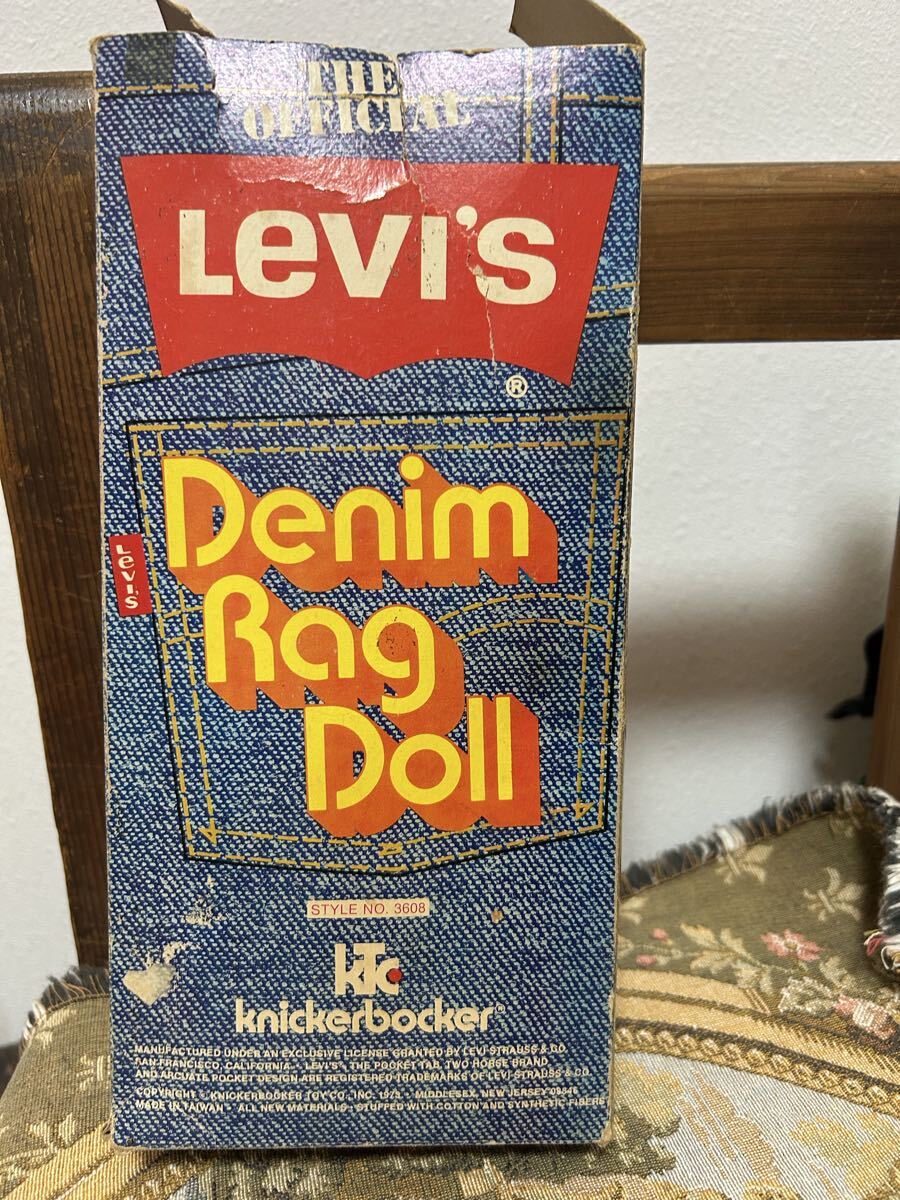 THE
OFFICIAL
LeVI'S
®
Denim
Rag
Doll
LeVI'S
STYLE NO. 3608
KTC
knickerbocker®
MANUFACTURED UNDER AN EXCLUSIVE LICENSE GRANTED BY LEVI STRAUSS & CO
SAN FRANCISCO, CALIFORNIA · LEVI'S®, THE POCKET TAB, TWO HORSE BRAND
AND ARCUATE POCKET DESIGN ARE REGISTERED TRADEMARKS OF LEVI STRAUSS & CO.
COPYRIGHT © KNICKERBOCKER TOY CO., INC. MIDDLESEX, NEW JERSEY 08846
MADE IN TAIWAN · ALL NEW MATERIALS · STUFFED WITH COTTON AND SYNTHETIC FIBERS